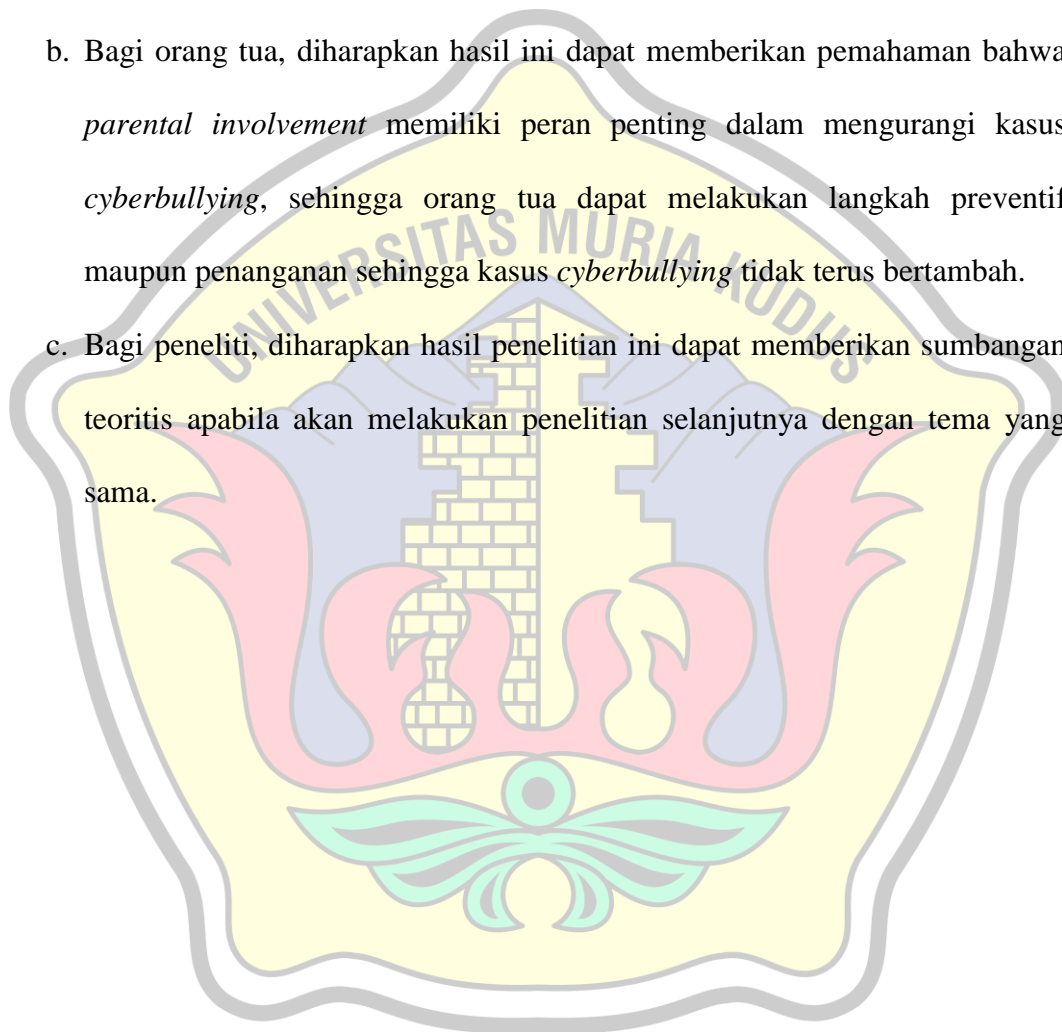 b. Bagi orang tua, diharapkan hasil ini dapat memberikan pemahaman bahwa
parental involvement memiliki peran penting dalam mengurangi kasus
cyberbullying, sehingga orang tua dapat melakukan langkah preventif
maupun penanganan sehingga kasus cyberbullying tidak terus bertambah.
UNIVERSITAS MURIA KUDUS
c. Bagi peneliti, diharapkan hasil penelitian ini dapat memberikan sumbangan
teoritis apabila akan melakukan penelitian selanjutnya dengan tema yang
sama.